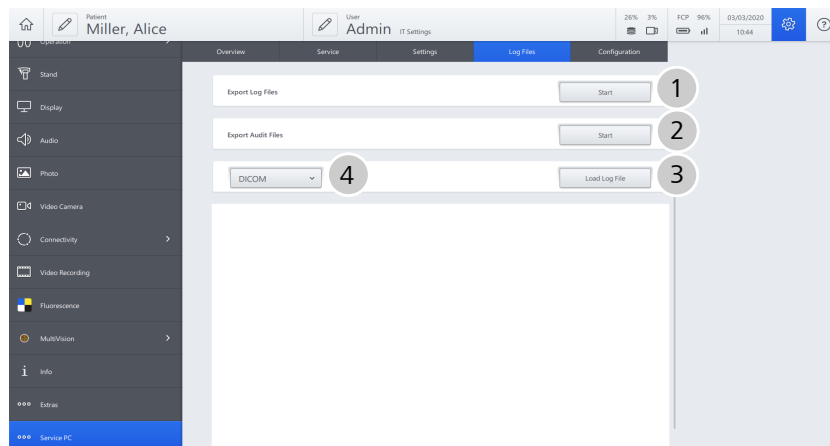 Patient
Miller, Alice
User
Admin IT Settings
26% 3%
FCP 96%
03/03/2020
10:44
Operation
Overview
Service
Settings
Log Files
Configuration
Stand
Display
Audio
Photo
Video Camera
Connectivity
Video Recording
Fluorescence
MultiVision
Info
Extras
Service PC
Export Log Files
Start
1
Export Audit Files
Start
2
DICOM
4
Load Log File
3